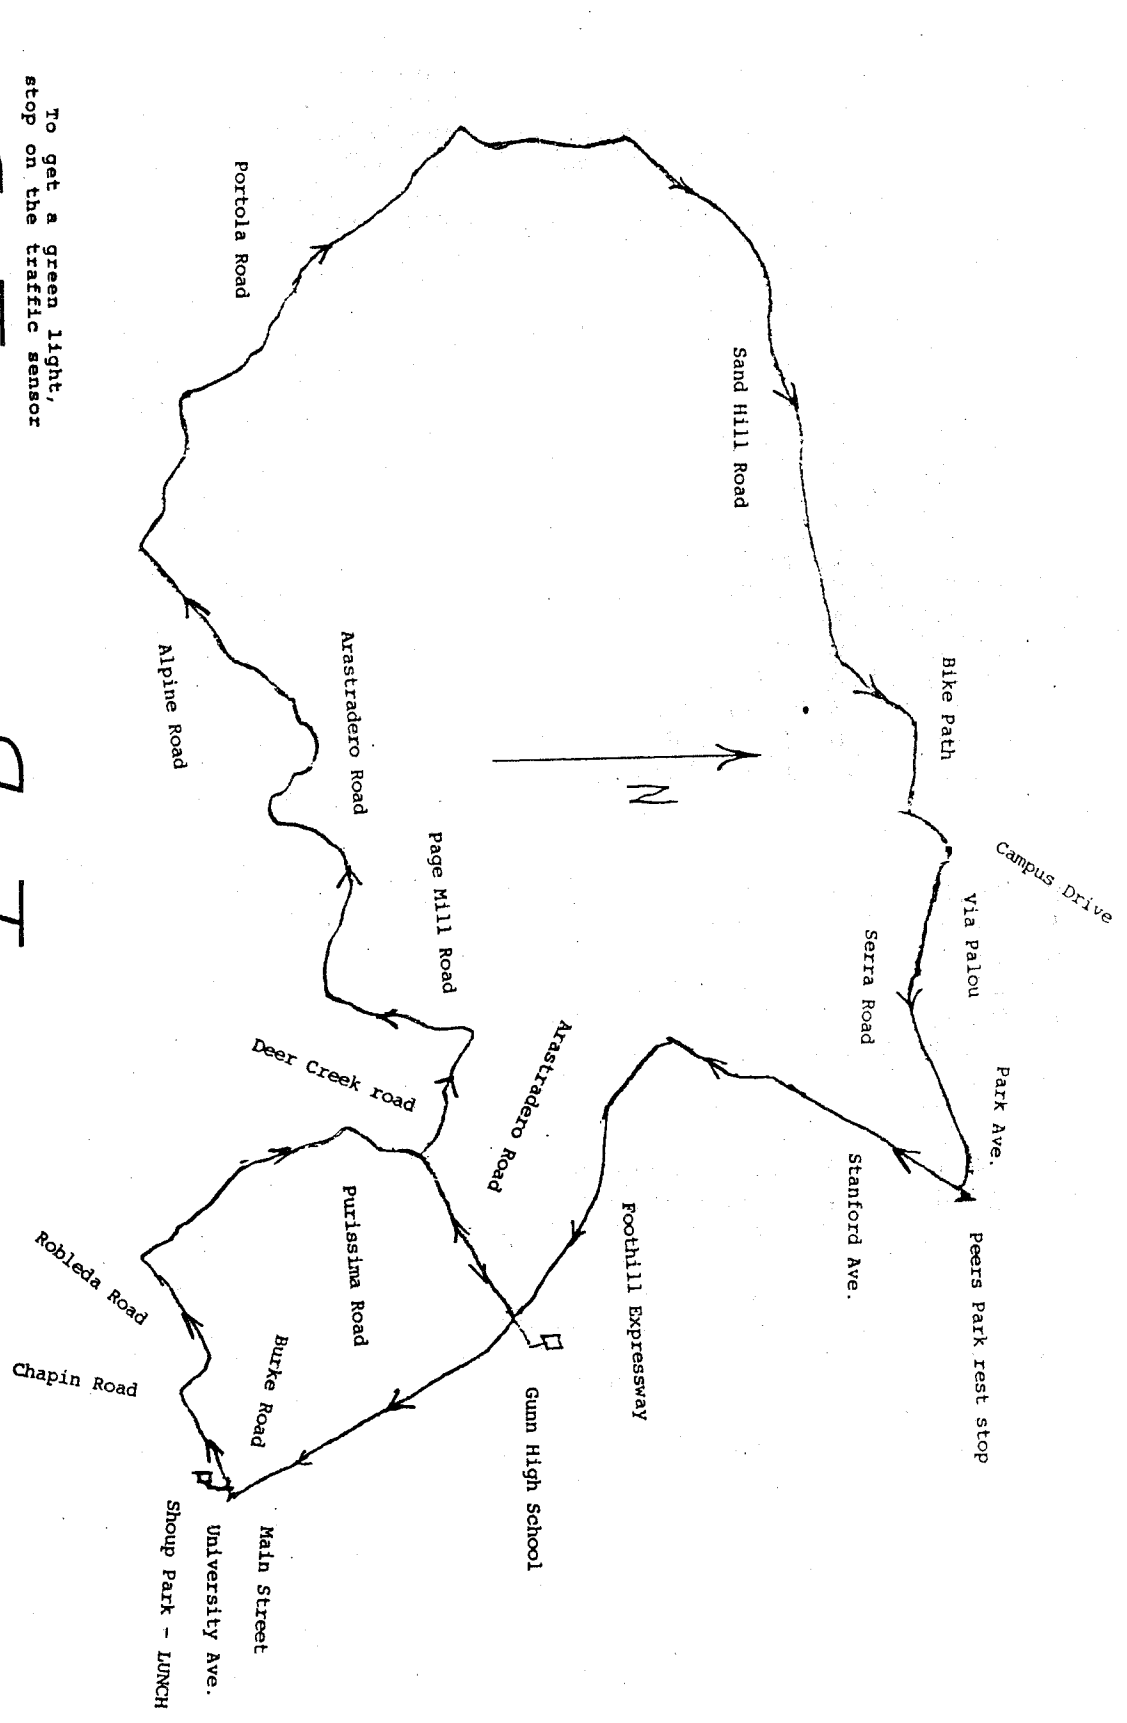 Campus Drive
Bike Path
Via Palou
Park Ave.
Peers Park rest stop
Serra Road
Stanford Ave.
Sand Hill Road
N
Foothill Expressway
Arastradero Road
Gunn High School
Page Mill Road
Arastradero Road
Purissima Road
Deer Creek road
Portola Road
Burke Road
Main Street
Alpine Road
University Ave.
Shoup Park - LUNCH
Robleda Road
Chapin Road
To get a green light,
stop on the traffic sensor